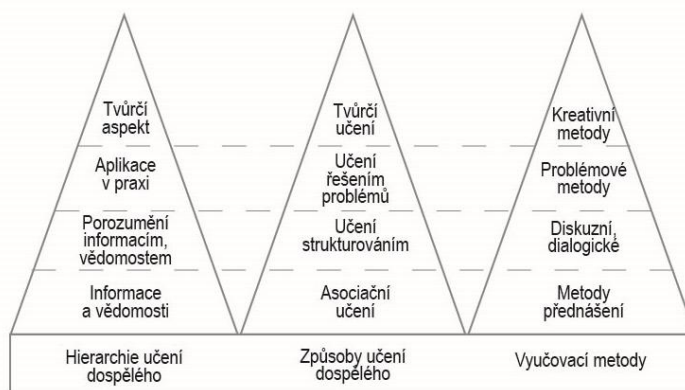 Tvůrčí
aspekt
Aplikace
v praxi
Porozumění
informacím,
vědomostem
Informace
a vědomosti
Hierarchie učení
dospělého
Tvůrčí
učení
Učení
řešením
problémů
Učení
strukturováním
Asociační
učení
Způsoby učení
dospělého
Kreativní
metody
Problémové
metody
Diskuzní,
dialogické
Metody
přednášení
Vyučovací metody